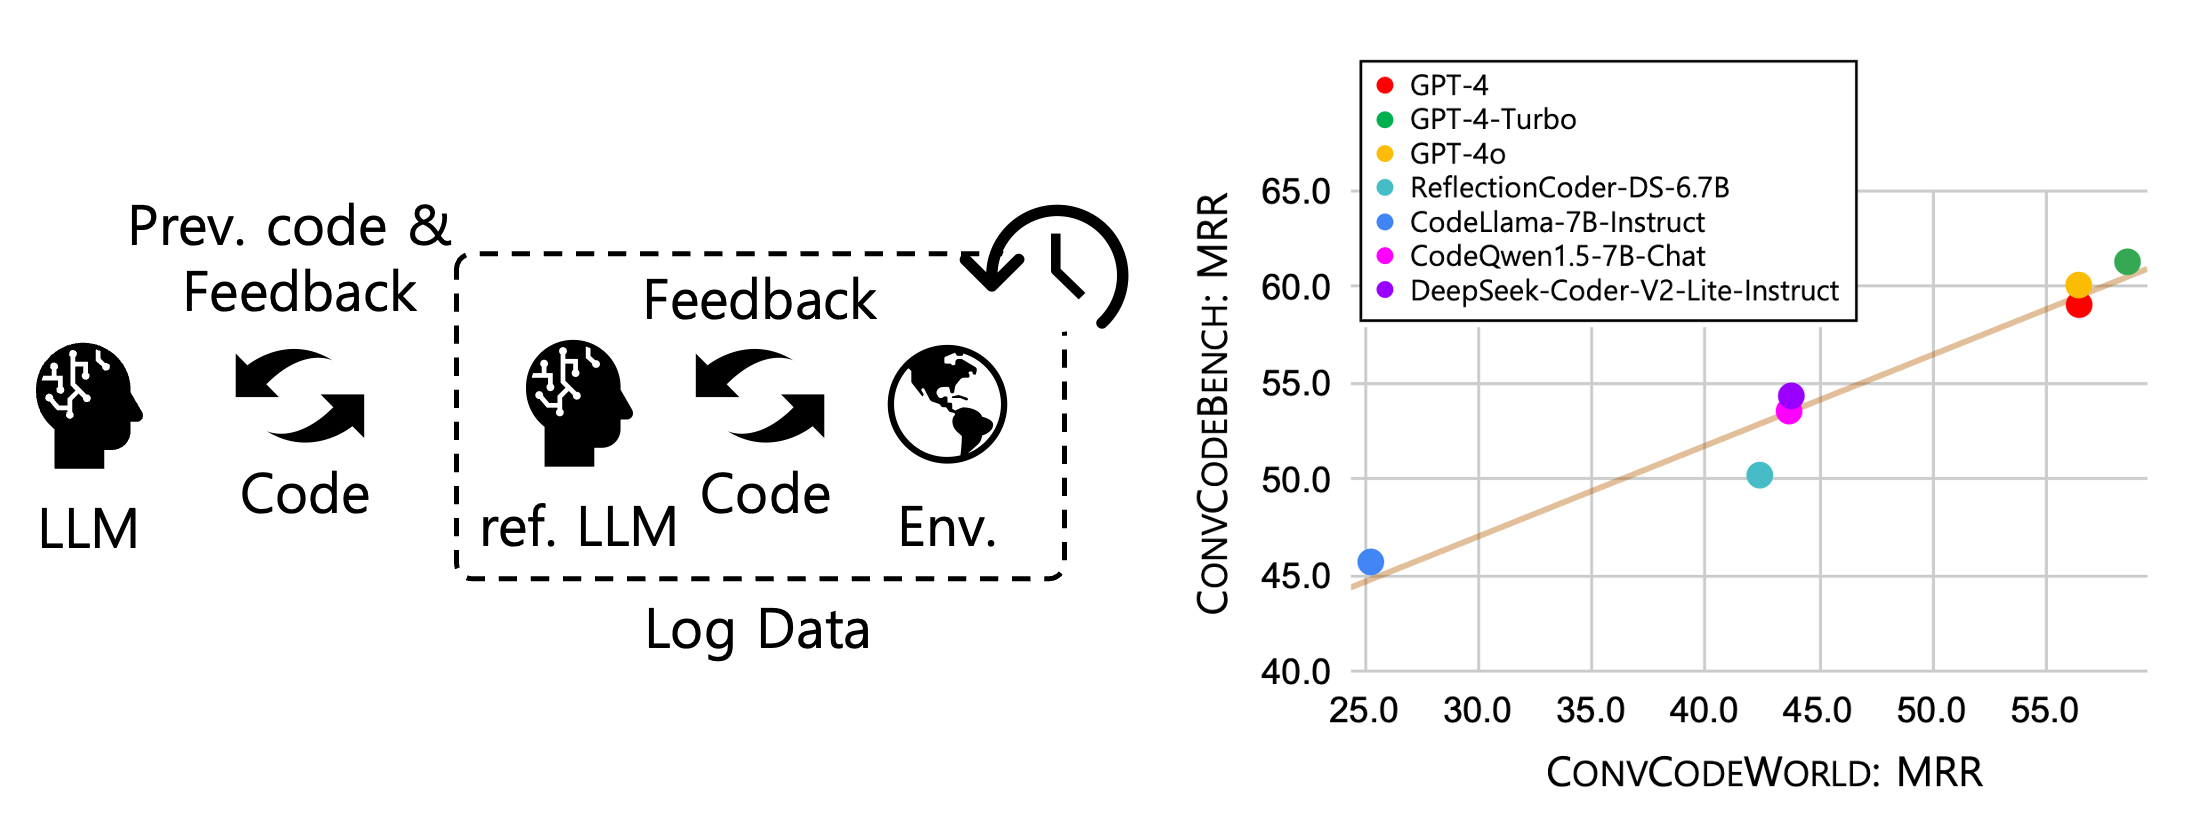 Prev. code &
Feedback
Feedback
Code
Code
LLM
ref. LLM
Env.
Log Data
GPT-4
GPT-4-Turbo
GPT-4o
ReflectionCoder-DS-6.7B
CodeLlama-7B-Instruct
CodeQwen1.5-7B-Chat
DeepSeek-Coder-V2-Lite-Instruct
CONVCODEBENCH: MRR
65.0
60.0
55.0
50.0
45.0
40.0
25.0 30.0 35.0 40.0 45.0 50.0 55.0
CONVCODEWORLD: MRR